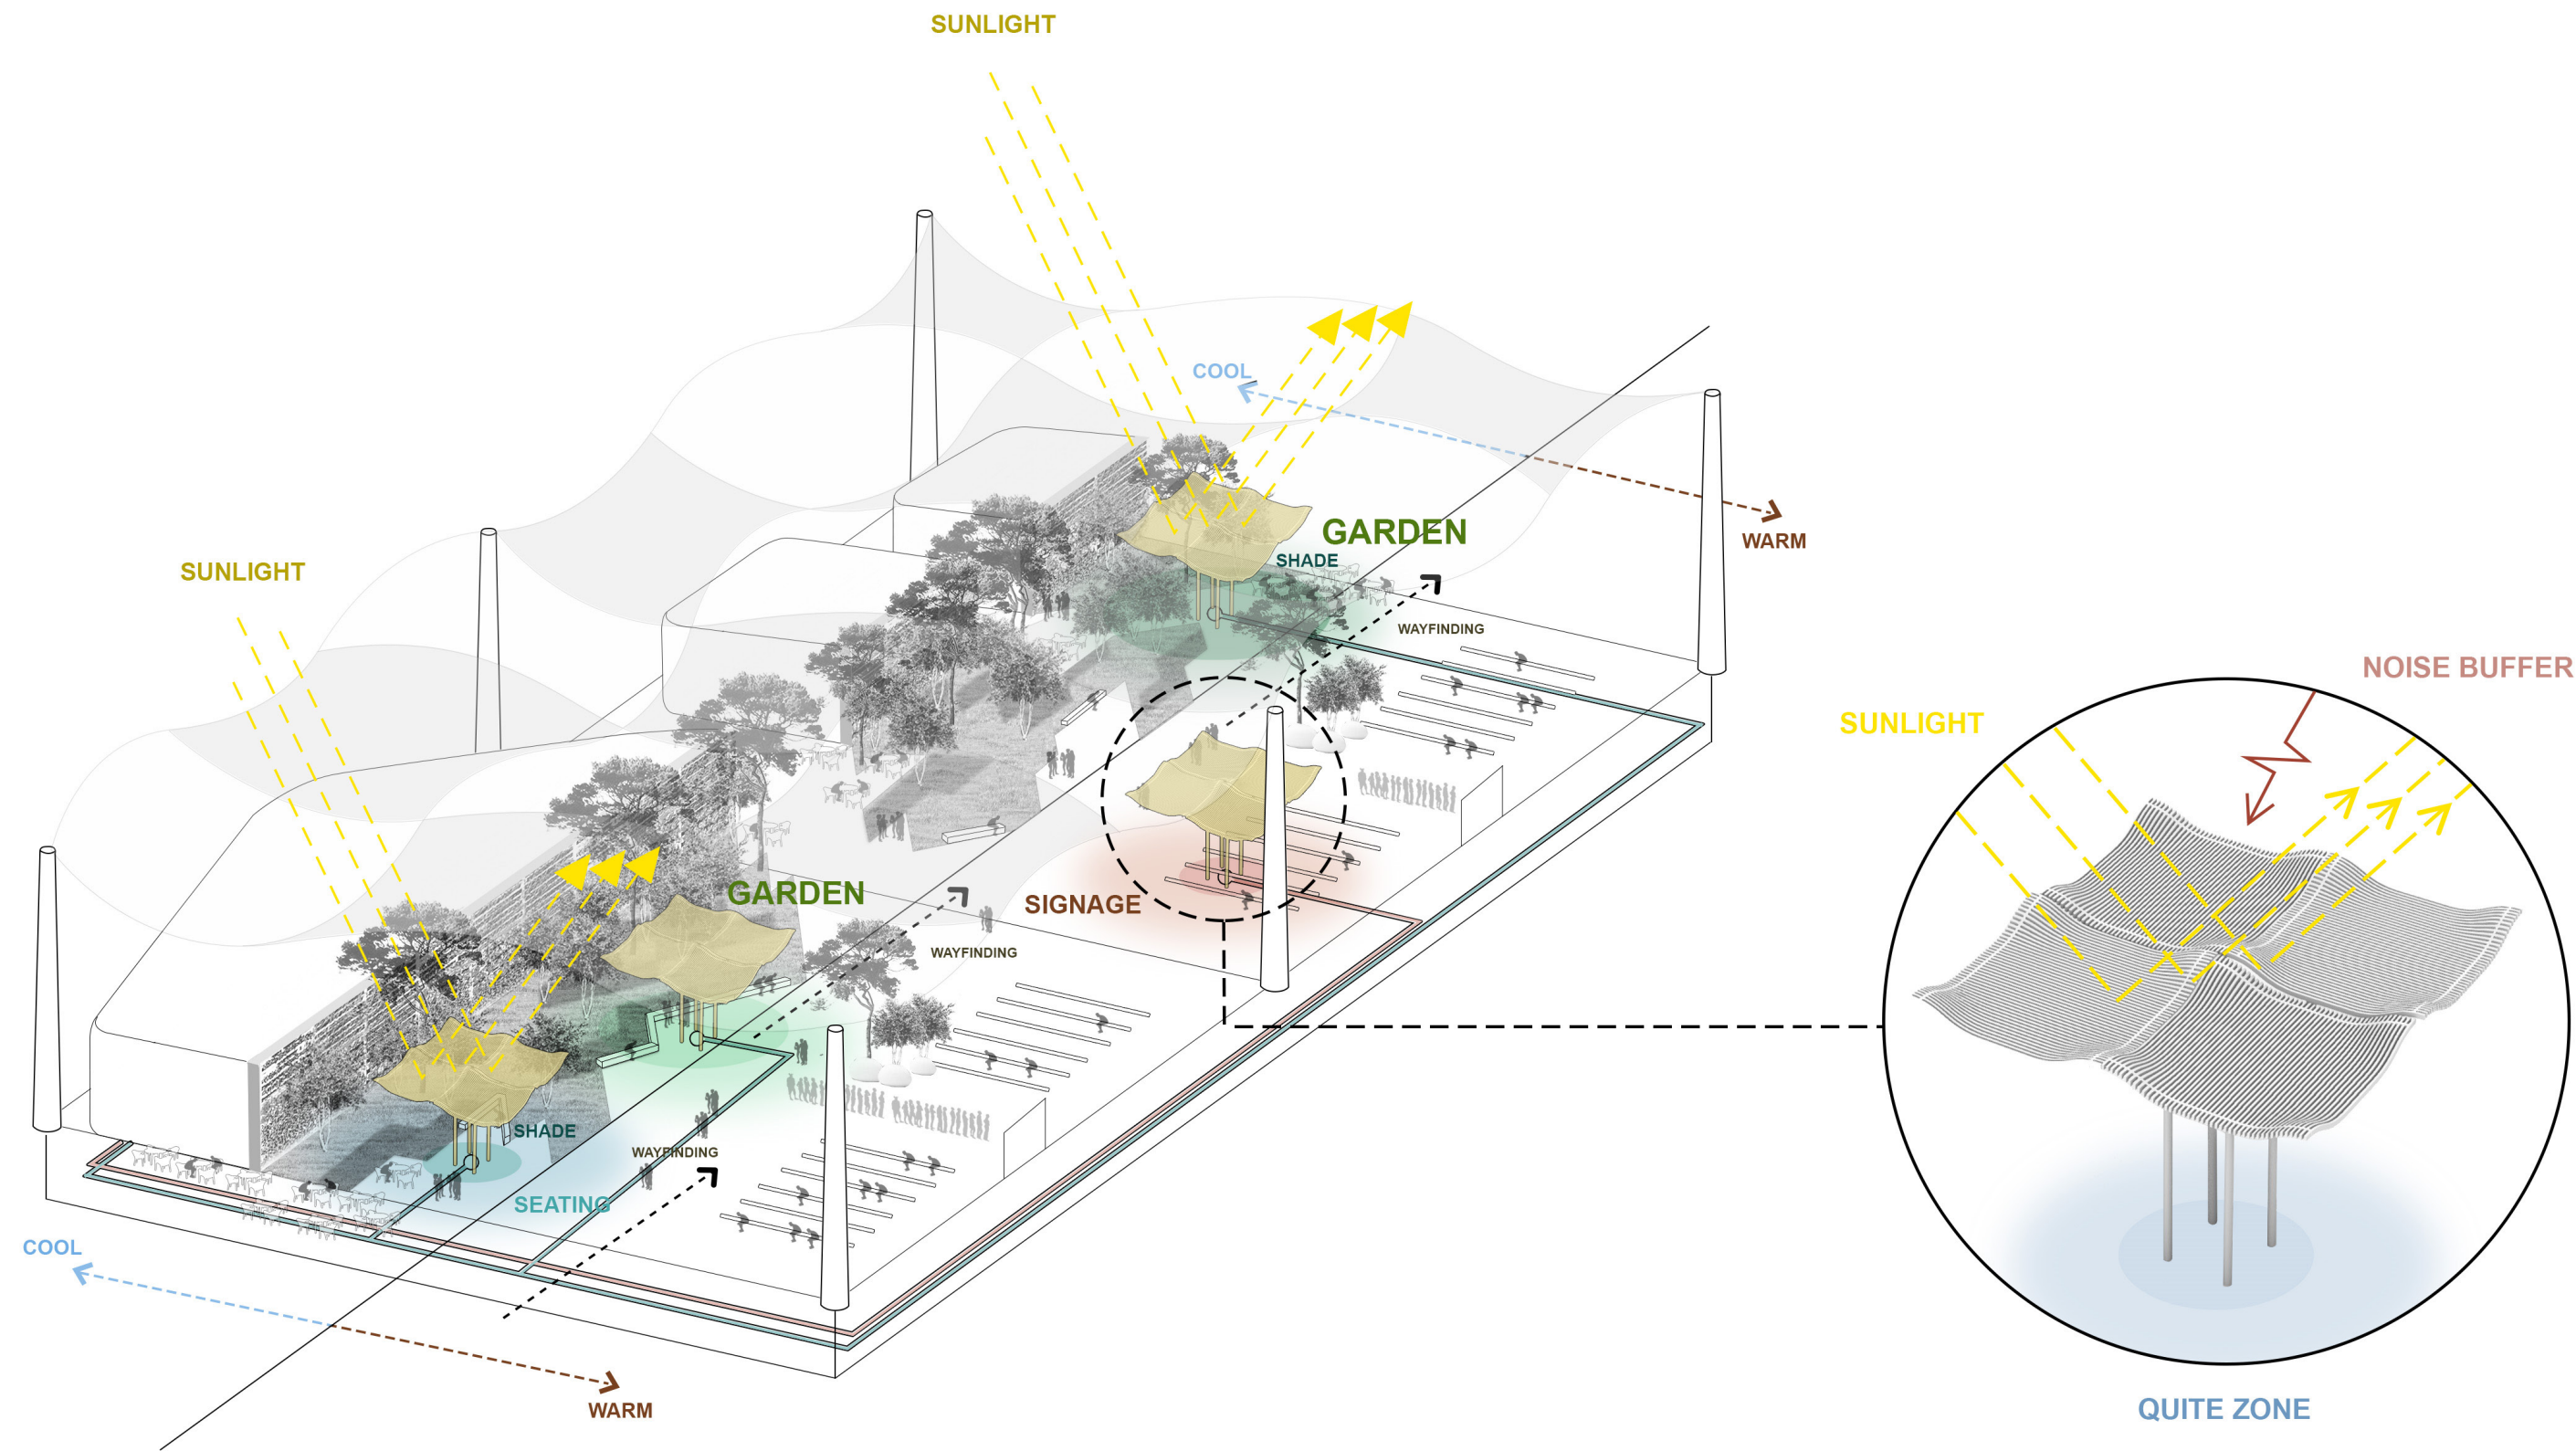 SUNLIGHT
COOL
WARM
GARDEN
SHADE
SUNLIGHT
WAYFINDING
NOISE BUFFER
SUNLIGHT
GARDEN
SIGNAGE
WAYFINDING
SHADE
WAYFINDING
SEATING
COOL
WARM
QUITE ZONE